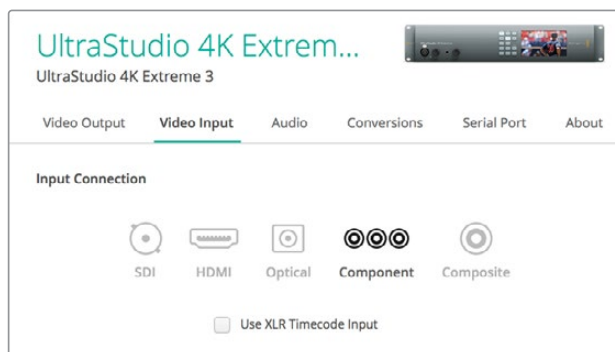 UltraStudio 4K Extrem...
UltraStudio 4K Extreme 3
Video Output Video Input Audio Conversions Serial Port About
Input Connection
SDI HDMI Optical Component Composite
Use XLR Timecode Input